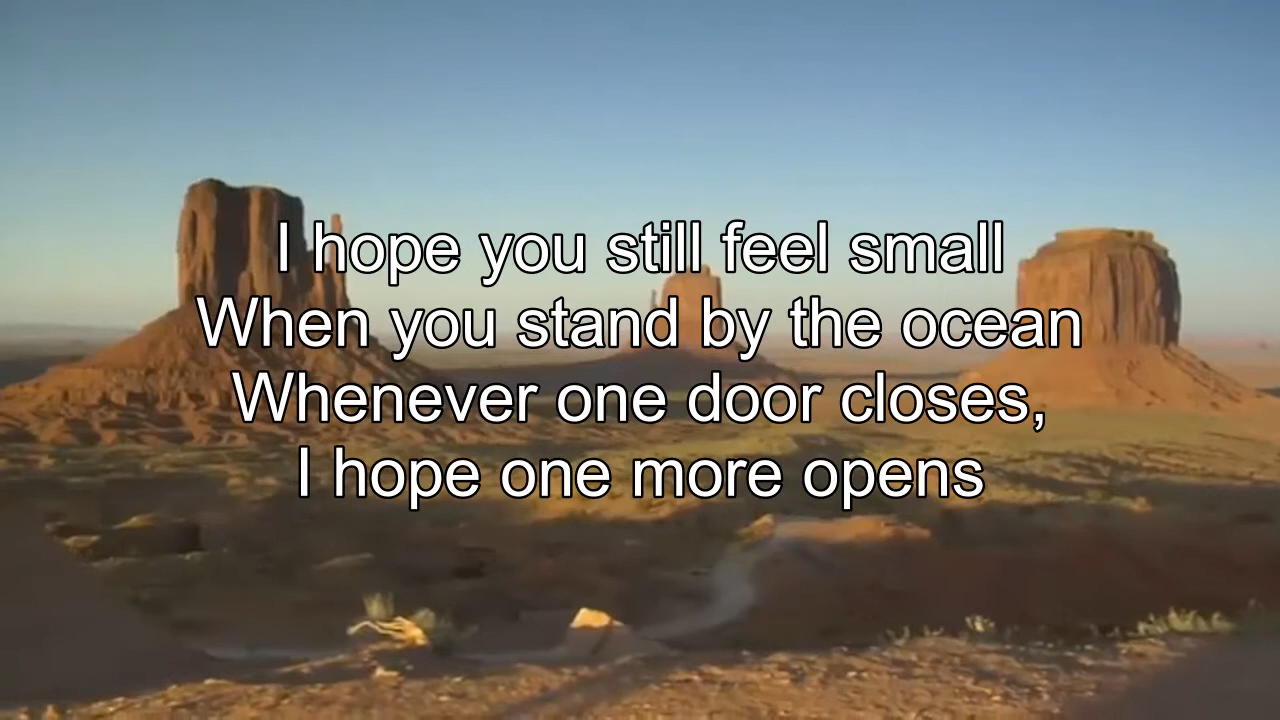 I hope you still feel small
When you stand by the ocean
Whenever one door closes,
I hope one more opens